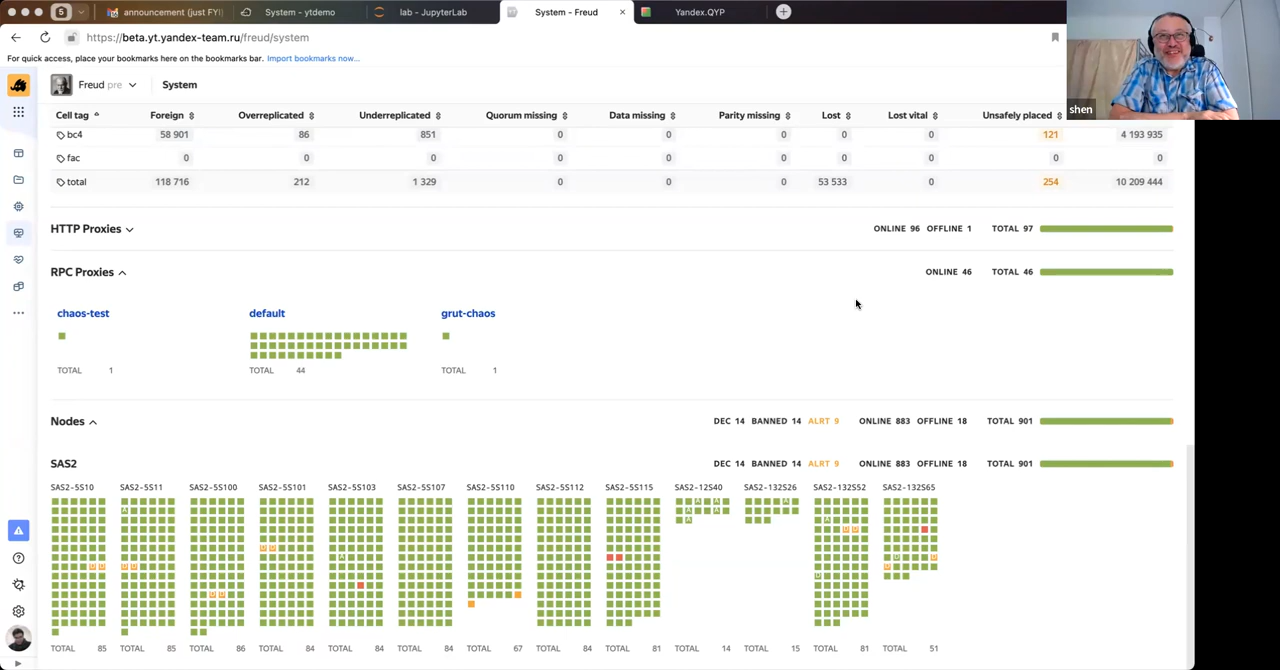 5 announcement (just FYI) System - ytdemo lab - JupyterLab System - Freud Yandex.QYP
https://beta.yt.yandex-team.ru/freud/system
For quick access, place your bookmarks here on the bookmarks bar. Import bookmarks now...
shen
Freud pre System
Cell tag Foreign Overreplicated Underreplicated Quorum missing Data missing Parity missing Lost Lost vital Unsafely placed
bc4 58 901 86 851 0 0 0 0 0 121 4 193 935
fac 0 0 0 0 0 0 0 0 0 0
total 118 716 212 1 329 0 0 0 53 533 0 254 10 209 444
HTTP Proxies ONLINE 96 OFFLINE 1 TOTAL 97
RPC Proxies ONLINE 46 TOTAL 46
chaos-test default grut-chaos
TOTAL 1 TOTAL 44 TOTAL 1
Nodes DEC 14 BANNED 14 ALRT 9 ONLINE 883 OFFLINE 18 TOTAL 901
SAS2 DEC 14 BANNED 14 ALRT 9 ONLINE 883 OFFLINE 18 TOTAL 901
SAS2-5S10 SAS2-5S11 SAS2-5S100 SAS2-5S101 SAS2-5S103 SAS2-5S107 SAS2-5S110 SAS2-5S112 SAS2-5S115 SAS2-12S40 SAS2-132S26 SAS2-132S52 SAS2-132S65
TOTAL 85 TOTAL 85 TOTAL 86 TOTAL 84 TOTAL 84 TOTAL 84 TOTAL 67 TOTAL 84 TOTAL 81 TOTAL 14 TOTAL 15 TOTAL 81 TOTAL 51